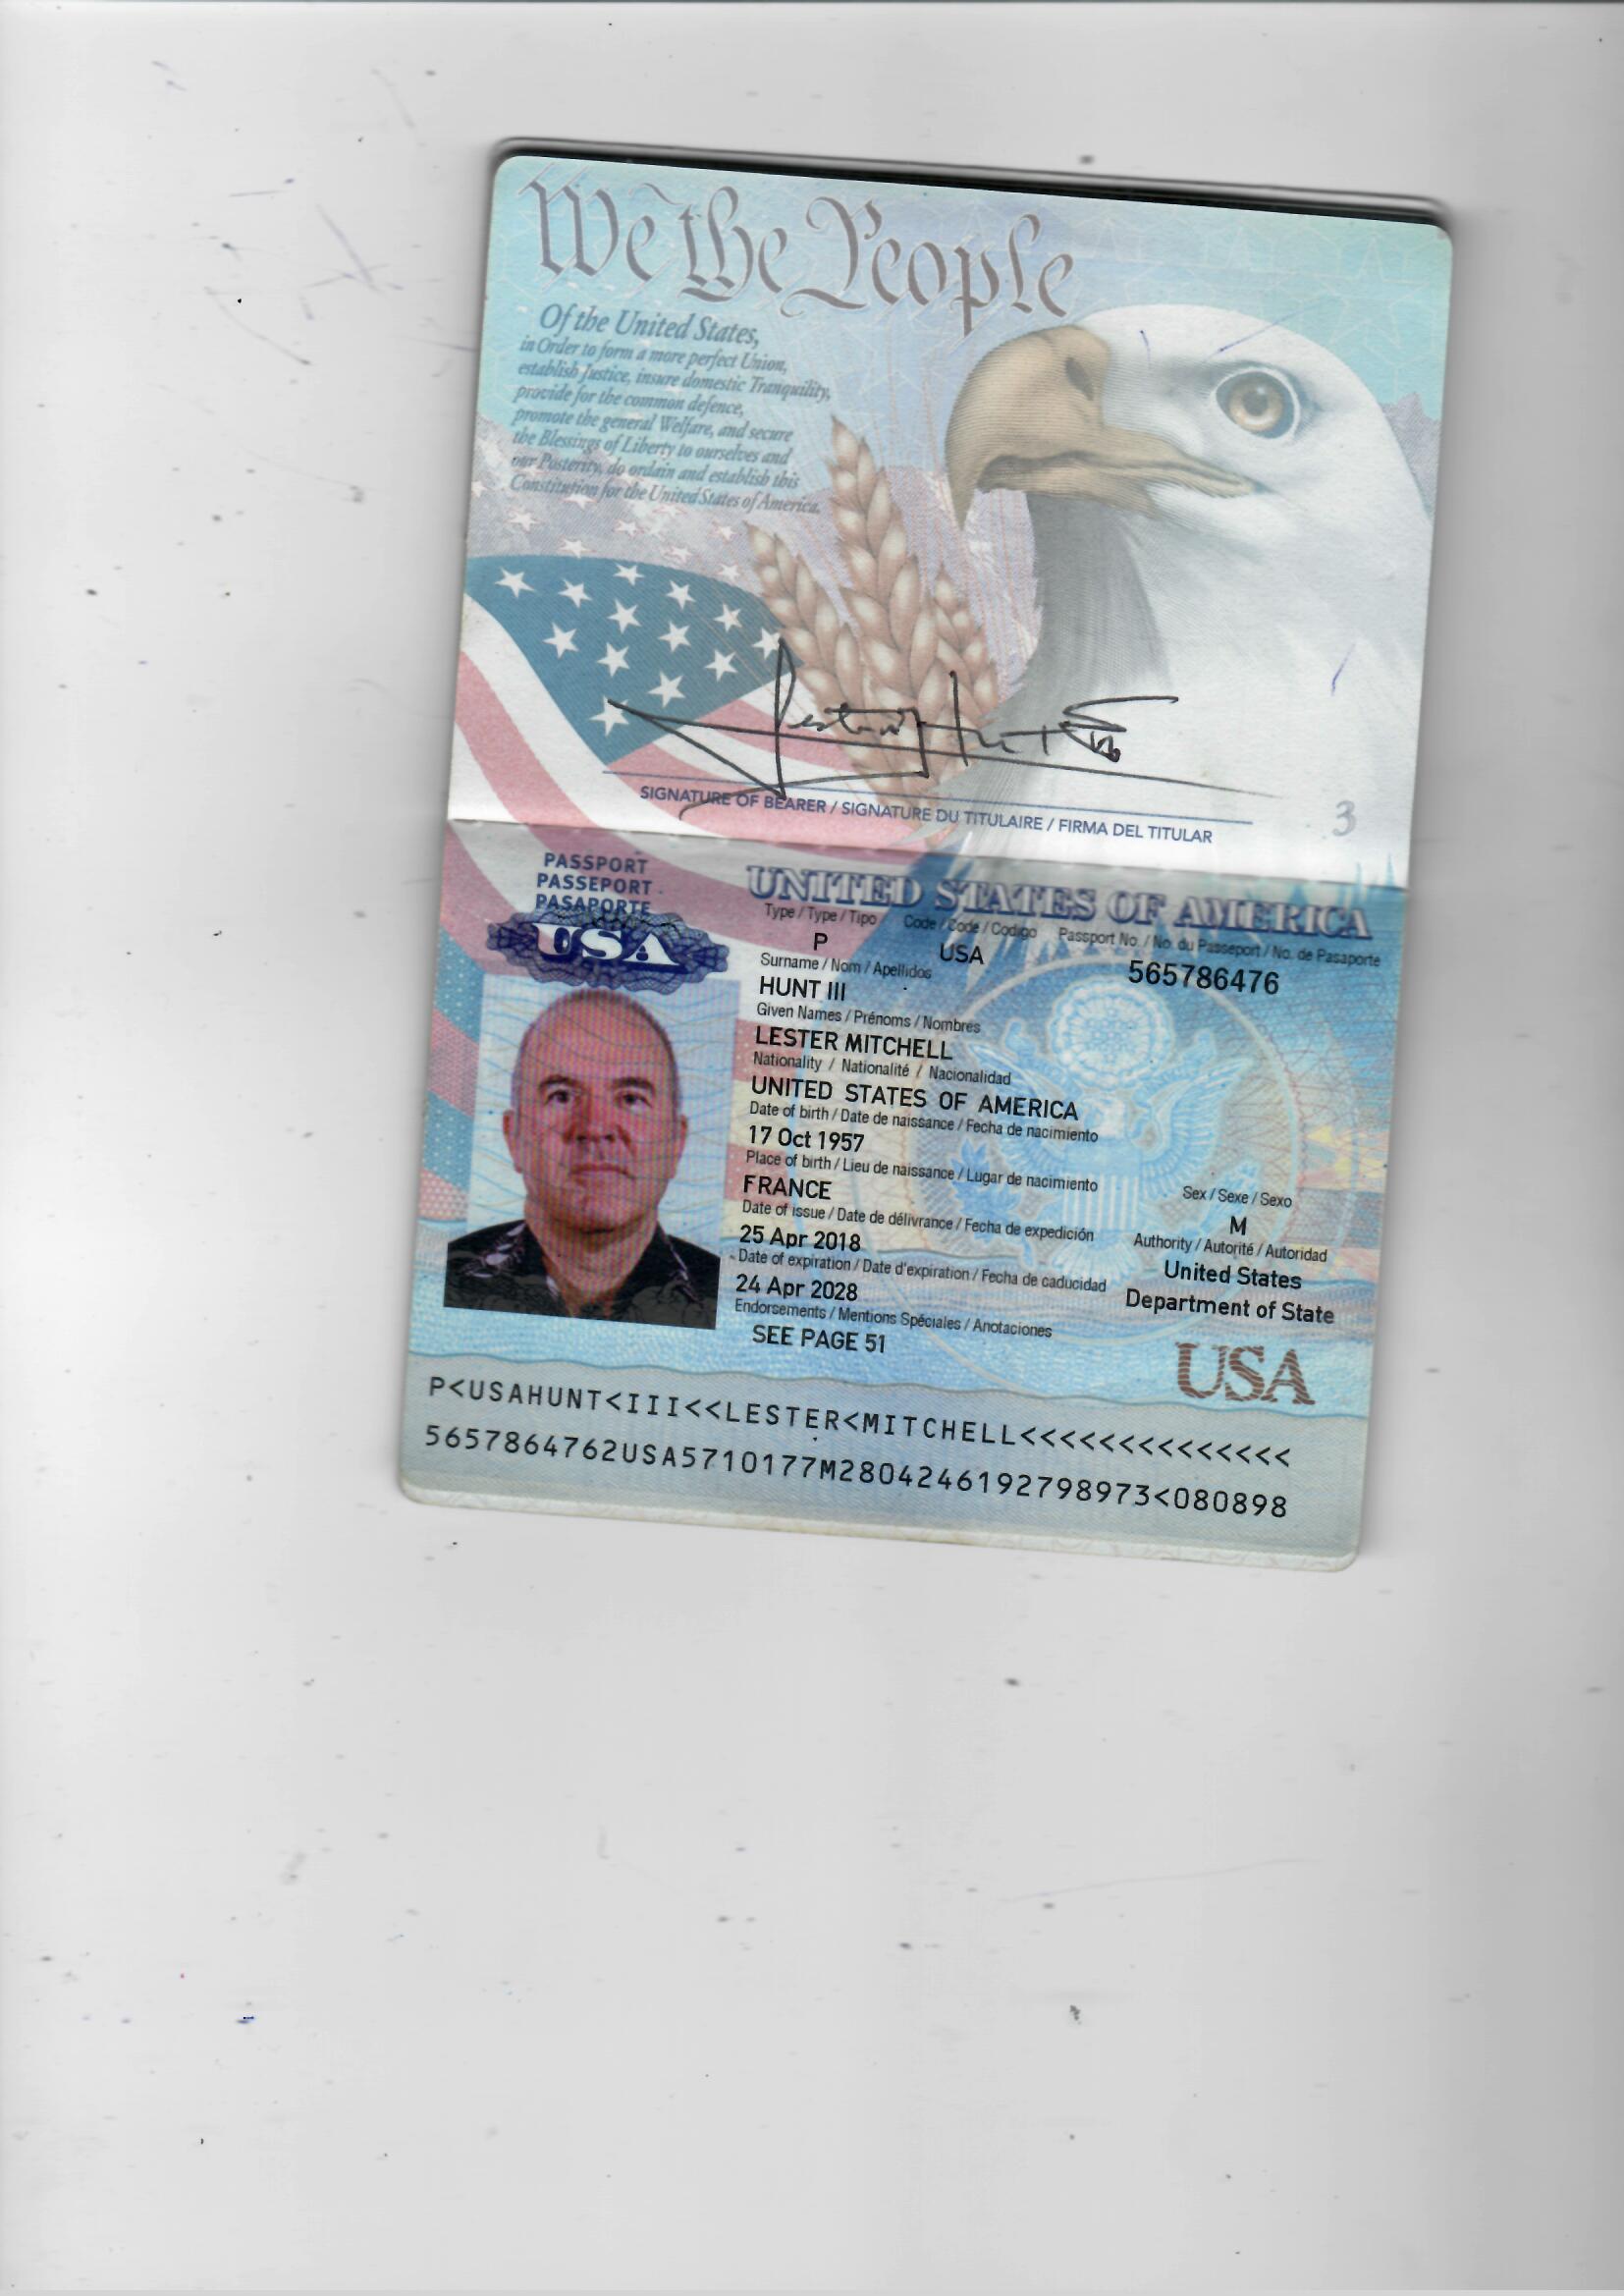 We the People
Of the United States,
in Order to form a more perfect Union,
establish Justice, insure domestic Tranquility,
provide for the common defence,
promote the general Welfare, and secure
the Blessings of Liberty to ourselves and
our Posterity, do ordain and establish this
Constitution for the United States of America.
Lester Hunt III
SIGNATURE OF BEARER / SIGNATURE DU TITULAIRE / FIRMA DEL TITULAR
3
PASSPORT
PASSEPORT
PASAPORTE
USA
UNITED STATES OF AMERICA
Type / Type / Tipo Code / Code / Codigo Passport No. / No. du Passeport / No. de Pasaporte
P USA 565786476
Surname / Nom / Apellidos
HUNT III
Given Names / Prénoms / Nombres
LESTER MITCHELL
Nationality / Nationalité / Nacionalidad
UNITED STATES OF AMERICA
Date of birth / Date de naissance / Fecha de nacimiento
17 Oct 1957
Place of birth / Lieu de naissance / Lugar de nacimiento
FRANCE
Sex / Sexe / Sexo
M
Date of issue / Date de délivrance / Fecha de expedición
25 Apr 2018
Authority / Autorité / Autoridad
United States
Department of State
Date of expiration / Date d'expiration / Fecha de caducidad
24 Apr 2028
Endorsements / Mentions Spéciales / Anotaciones
SEE PAGE 51
USA
P<USAHUNT<III<<LESTER<MITCHELL<<<<<<<<<<<<<<
5657864762USA5710177M2804246192798973<080898